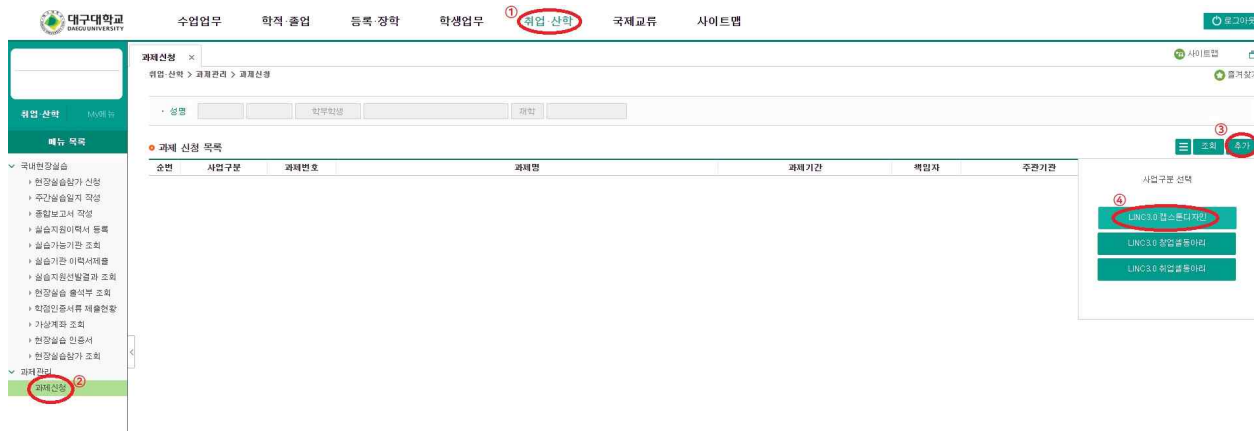 대구대학교
DAEGU UNIVERSITY
수업업무 학적·졸업 등록·장학 학생업무 ① 취업·산학 국제교류 사이트맵
로그아웃
과제신청 ×
사이트맵
취업·산학 > 과제관리 > 과제신청
즐겨찾기
취업·산학 My메뉴
· 성명 학부학생 재학
메뉴 목록
과제 신청 목록
③
조회 추가
순번 사업구분 과제번호 과제명 과제기간 책임자 주관기관
국내현장실습
현장실습참가 신청
주간실습일지 작성
종합보고서 작성
실습지원이력서 등록
실습가능기관 조회
실습기관 이력서제출
실습지원선발결과 조회
현장실습 출석부 조회
학점인증서류 제출현황
가상계좌 조회
현장실습 인증서
현장실습참가 조회
과제관리
과제신청 ②
사업구분 선택
④
LINC3.0 캡스톤디자인
LINC3.0 창업셀동아리
LINC3.0 취업셀동아리